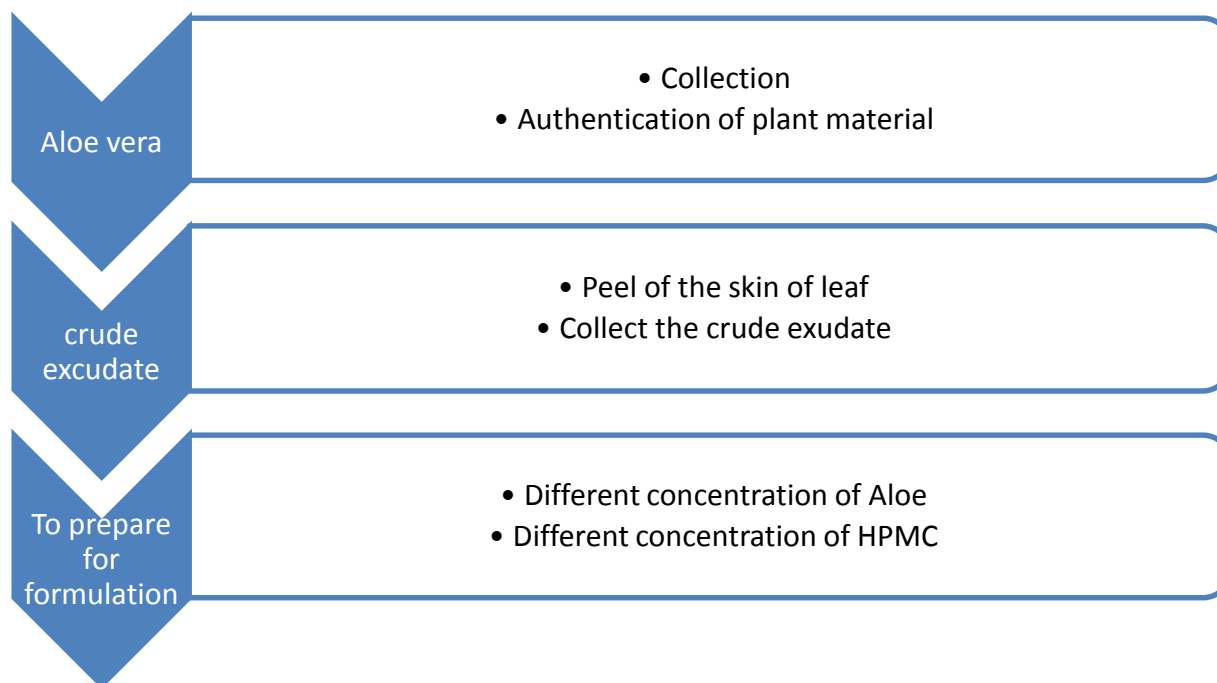 Aloe vera
• Collection
• Authentication of plant material
crude
excudate
• Peel of the skin of leaf
• Collect the crude exudate
To prepare
for
formulation
• Different concentration of Aloe
• Different concentration of HPMC